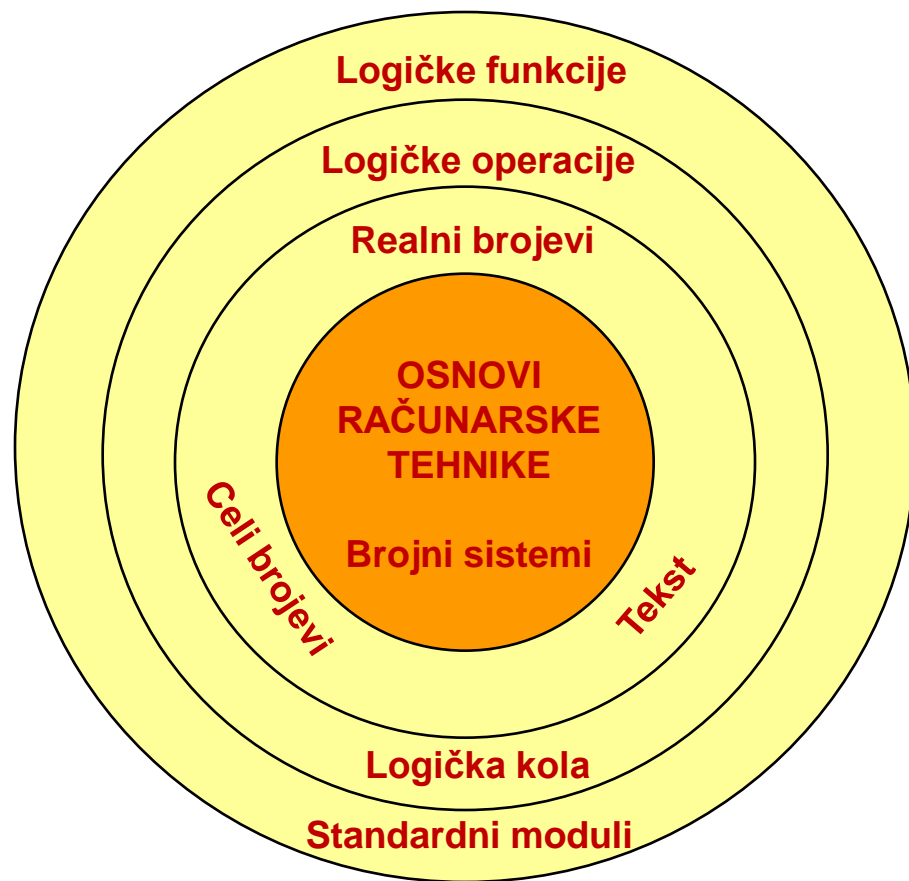 Logičke funkcije
Logičke operacije
Realni brojevi
OSNOVI
RAČUNARSKE
TEHNIKE
Brojni sistemi
Celi brojevi
Tekst
Logička kola
Standardni moduli